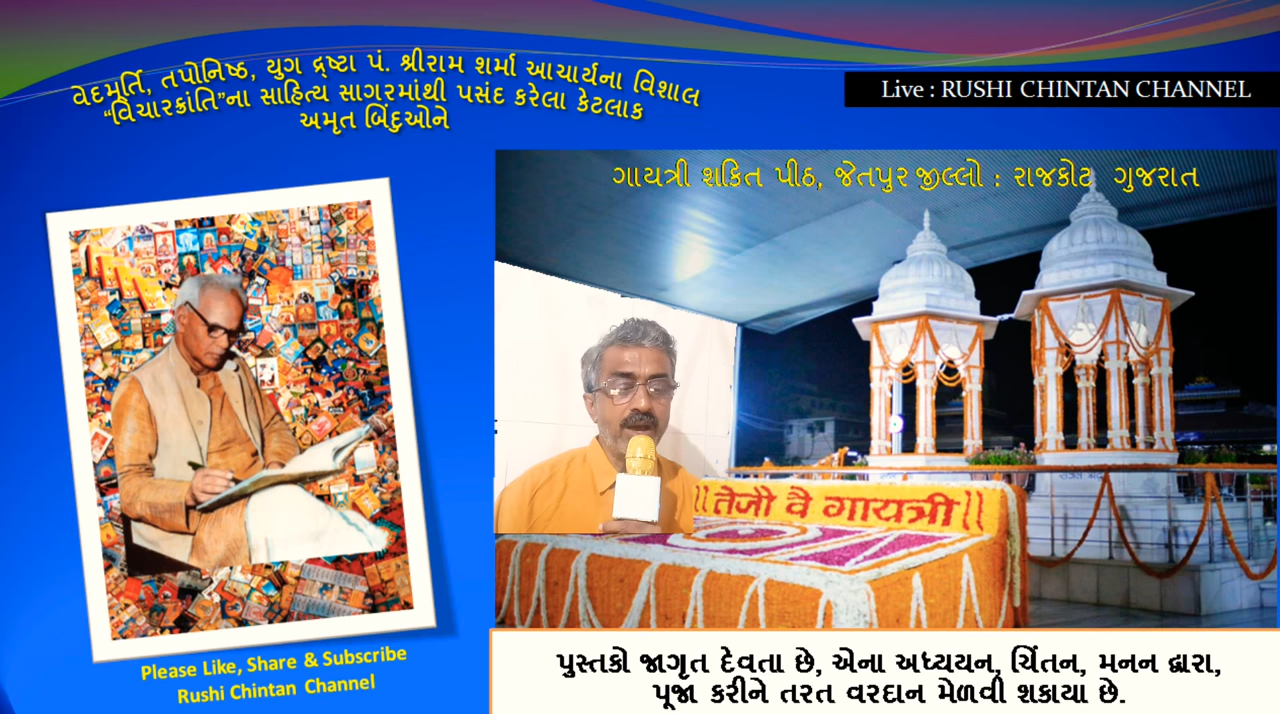 વેદમૂર્તિ, તપોનિષ્ઠ, યુગ દ્રષ્ટા પં. શ્રીરામ શર્મા આચાર્યના વિશાલ
“વિચારક્રાંતિ”ના સાહિત્ય સાગરમાંથી પસંદ કરેલા કેટલાક
અમૃત બિંદુઓને
Live : RUSHI CHINTAN CHANNEL
ગાયત્રી શકિત પીઠ, જેતપુર જીલ્લો : રાજકોટ ગુજરાત
||तेजो वै गायत्री||
પુસ્તકો જાગૃત દેવતા છે, એના અધ્યયન, ચિંતન, મનન દ્વારા,
પૂજા કરીને તરત વરદાન મેળવી શકાયા છે.
Please Like, Share & Subscribe
Rushi Chintan Channel